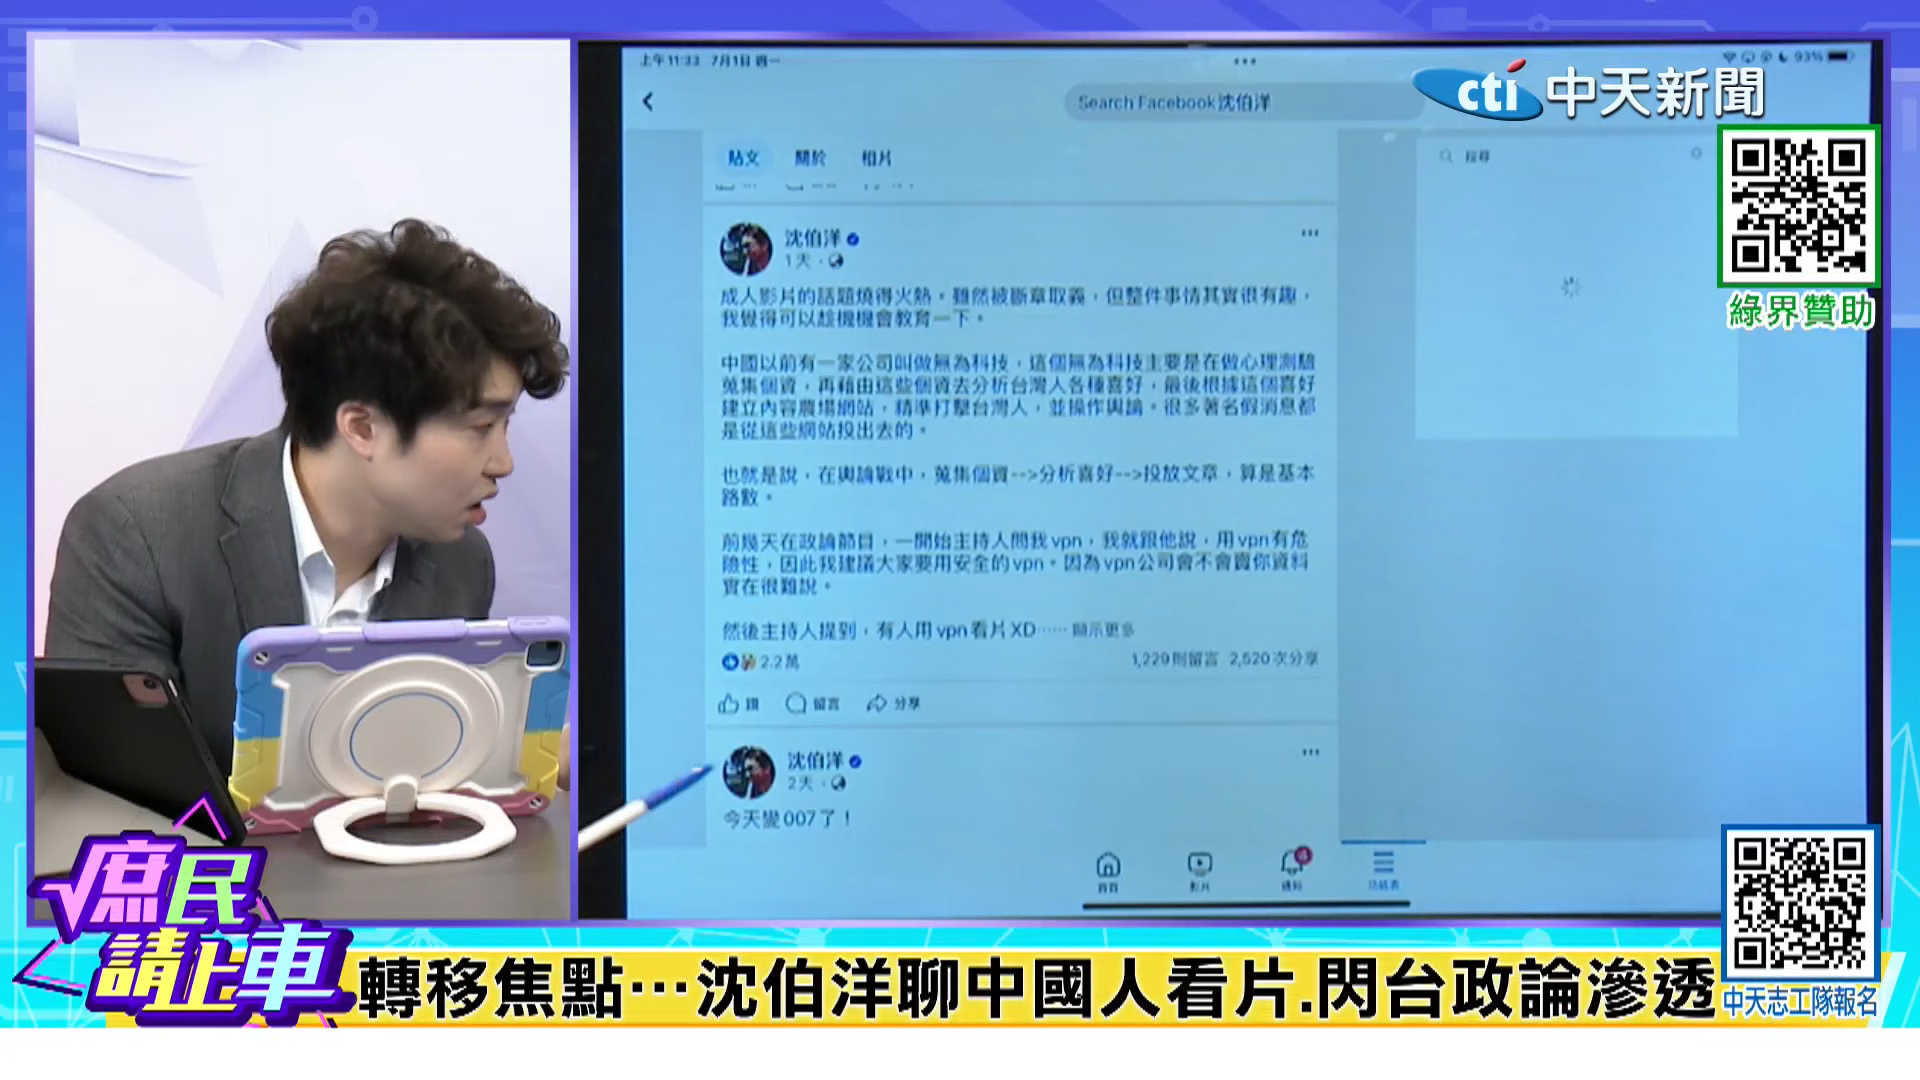 上午11:33 7月1日 週一
93%
Search Facebook沈伯洋
cti 中天新聞
貼文 關於 相片
搜尋
沈伯洋
1天
成人影片的話題燒得火熱。雖然被斷章取義，但整件事情其實很有趣，
我覺得可以趁機機會教育一下。
中國以前有一家公司叫做無為科技，這個無為科技主要是在做心理測驗
蒐集個資，再藉由這些個資去分析台灣人各種喜好，最後根據這個喜好
建立內容農場網站，精準打擊台灣人，並操作輿論。很多著名假消息都
是從這些網站投出去的。
也就是說，在輿論戰中，蒐集個資-->分析喜好-->投放文章，算是基本
路數。
前幾天在政論節目，一開始主持人問我vpn，我就跟他說，用vpn有危
險性，因此我建議大家要用安全的vpn。因為vpn公司會不會賣你資料
實在很難說。
然後主持人提到，有人用vpn看片XD…… 顯示更多
2.2萬
1,229則留言 2,520次分享
讚 留言 分享
沈伯洋
2天
今天變007了！
首頁 影片 通知 功能表
綠界贊助
庶民
請上車
轉移焦點…沈伯洋聊中國人看片.閃台政論滲透
中天志工隊報名